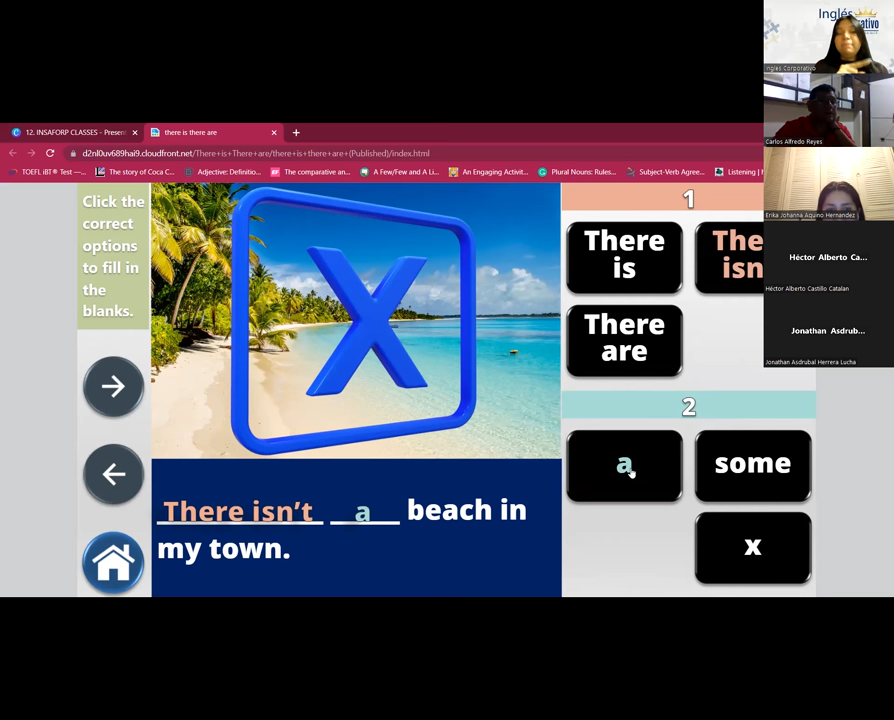 Inglés
Inglés Corporativo
Carlos Alfredo Reyes
Erika Johanna Aquino Hernandez
Héctor Alberto Ca...
Héctor Alberto Castillo Catalan
Jonathan Asdrub...
Jonathan Asdrubal Herrera Lucha
12. INSAFORP CLASSES - Present
there is there are
d2nl0uv689hai9.cloudfront.net/There+is+There+are/there+is+there+are+(Published)/index.html
TOEFL iBT® Test —...
The story of Coca C...
Adjective: Definitio...
The comparative an...
A Few/Few and A Li...
An Engaging Activit...
Plural Nouns: Rules...
Subject-Verb Agree...
Listening
Click the
correct
options
to fill in
the
blanks.
X
There isn't a beach in
my town.
1
There
is
There
are
2
a
some
x